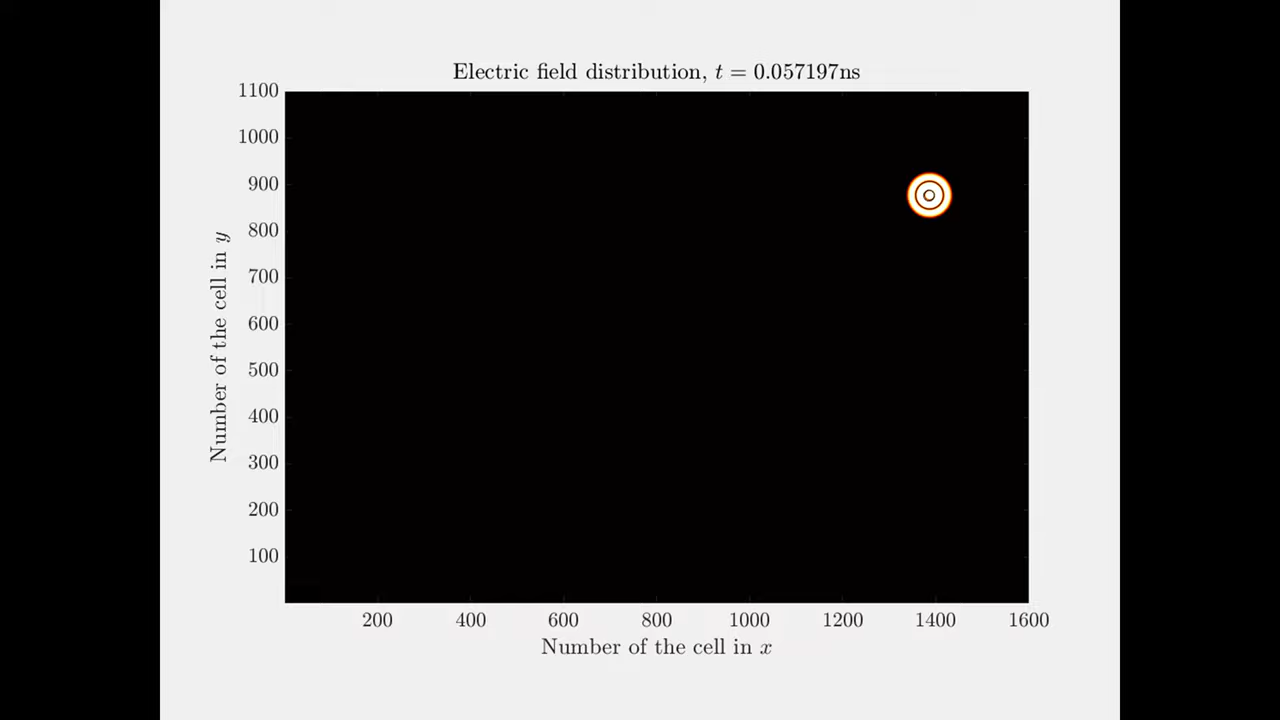 Electric field distribution, t = 0.057197ns
1100
1000
900
800
700
600
500
400
300
200
100
Number of the cell in y
200 400 600 800 1000 1200 1400 1600
Number of the cell in x